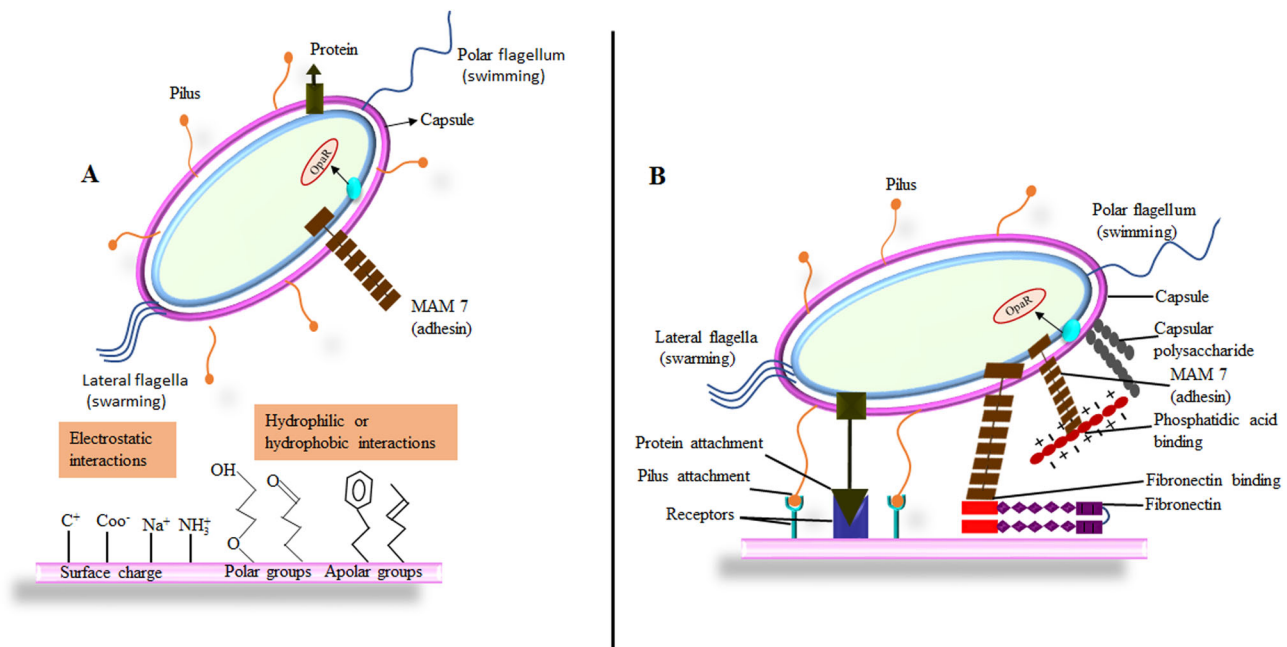 Protein
Polar flagellum
(swimming)
Pilus
Capsule
A
OpaR
MAM 7
(adhesin)
Lateral flagella
(swarming)
Electrostatic
interactions
Hydrophilic or
hydrophobic interactions
OH
O
O
C+
Coo-
Na+
NH3+
Surface charge
Polar groups
Apolar groups
B
Pilus
Polar flagellum
(swimming)
OpaR
Capsule
Lateral flagella
(swarming)
Capsular
polysaccharide
MAM 7
(adhesin)
Phosphatidic acid
binding
+ + + + +
- - - - -
Protein attachment
Pilus attachment
Receptors
Fibronectin binding
Fibronectin